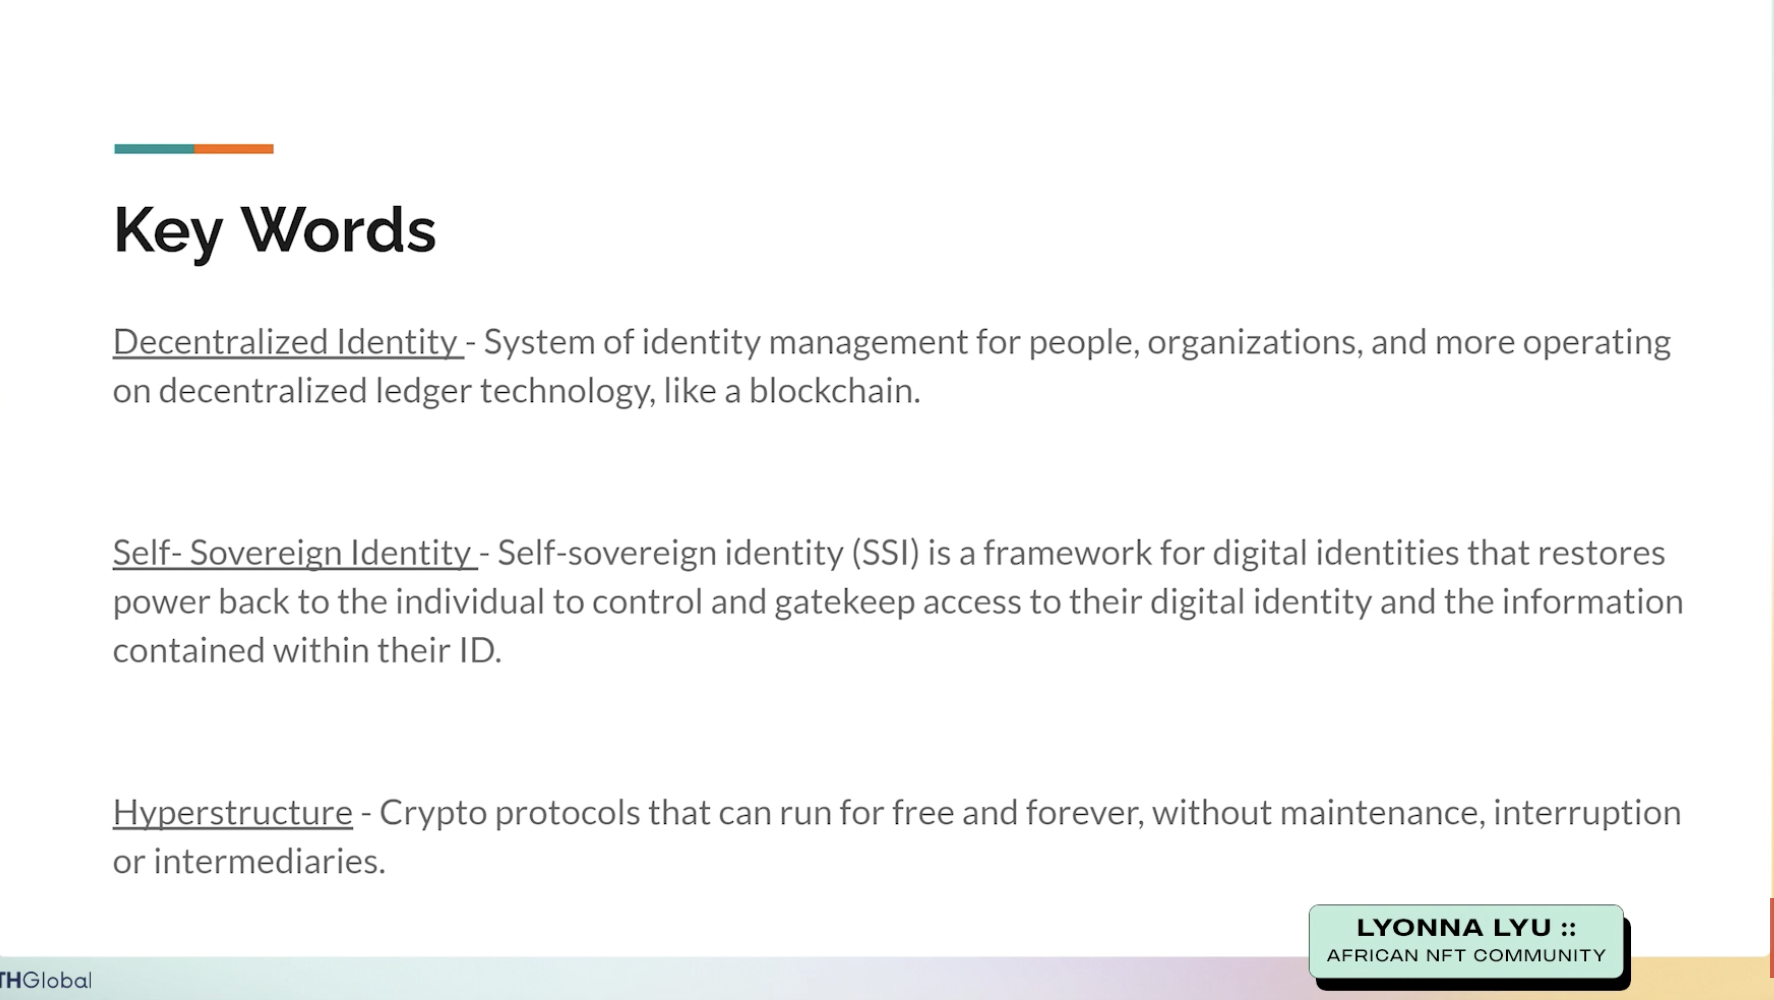 Key Words
Decentralized Identity - System of identity management for people, organizations, and more operating
on decentralized ledger technology, like a blockchain.
Self- Sovereign Identity - Self-sovereign identity (SSI) is a framework for digital identities that restores
power back to the individual to control and gatekeep access to their digital identity and the information
contained within their ID.
Hyperstructure - Crypto protocols that can run for free and forever, without maintenance, interruption
or intermediaries.
LYONNA LYU ::
AFRICAN NFT COMMUNITY
THGlobal